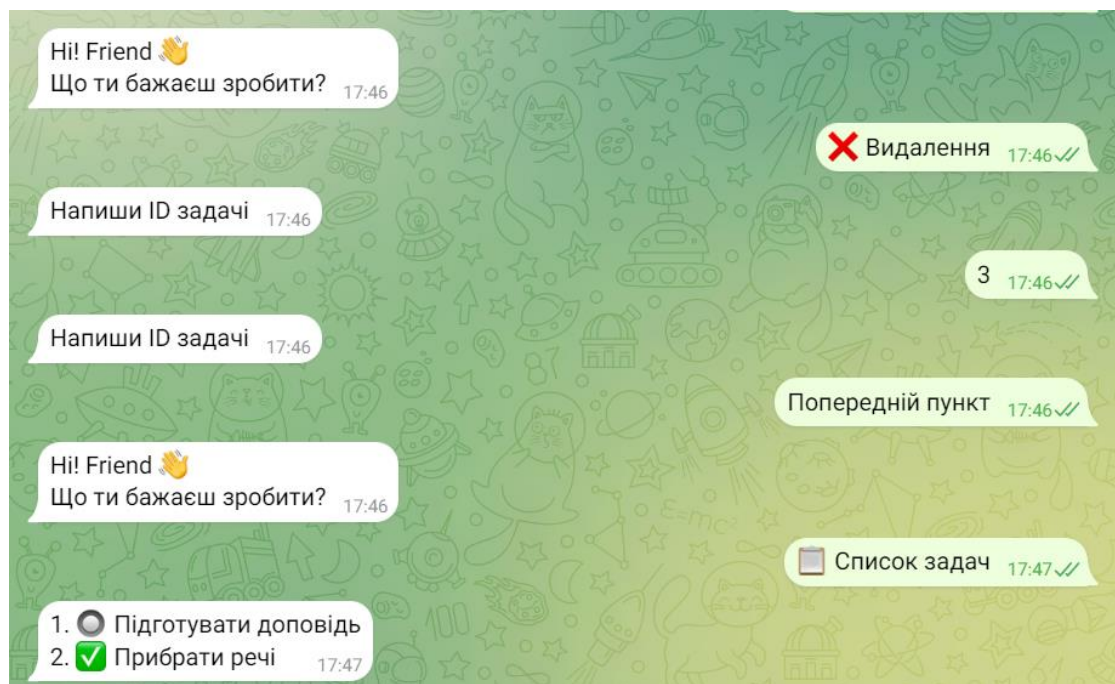 Hi! Friend 👋
Що ти бажаєш зробити? 17:46
❌ Видалення 17:46
Напиши ID задачі 17:46
3 17:46
Напиши ID задачі 17:46
Попередній пункт 17:46
Hi! Friend 👋
Що ти бажаєш зробити? 17:46
📋 Список задач 17:47
1. 🔘 Підготувати доповідь
2. ✅ Прибрати речі 17:47